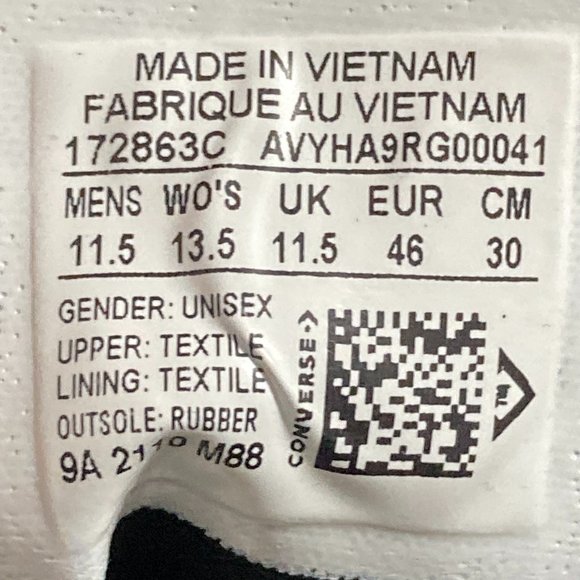 MADE IN VIETNAM
FABRIQUE AU VIETNAM
172863C AVYHA9RG00041
MENS WO'S UK EUR CM
11.5 13.5 11.5 46 30
GENDER: UNISEX
UPPER: TEXTILE
LINING: TEXTILE
OUTSOLE: RUBBER
9A M88
CONVERSE
TM